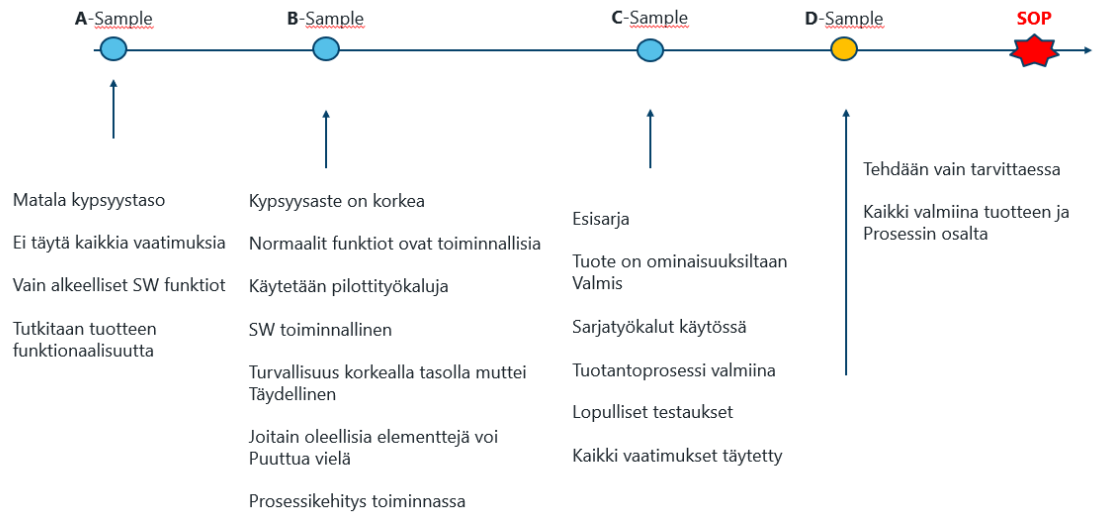 A-Sample
B-Sample
C-Sample
D-Sample
SOP
Matala kypsyystaso
Ei täytä kaikkia vaatimuksia
Vain alkeelliset SW funktiot
Tutkitaan tuotteen
funktionaalisuutta
Kypsyysaste on korkea
Normaalit funktiot ovat toiminnallisia
Käytetään pilottityökaluja
SW toiminnallinen
Turvallisuus korkealla tasolla muttei
Täydellinen
Joitain oleellisia elementtejä voi
Puuttua vielä
Prosessikehitys toiminnassa
Esisarja
Tuote on ominaisuuksiltaan
Valmis
Sarjatyökalut käytössä
Tuotantoprosessi valmiina
Lopulliset testaukset
Kaikki vaatimukset täytetty
Tehdään vain tarvittaessa
Kaikki valmiina tuotteen ja
Prosessin osalta